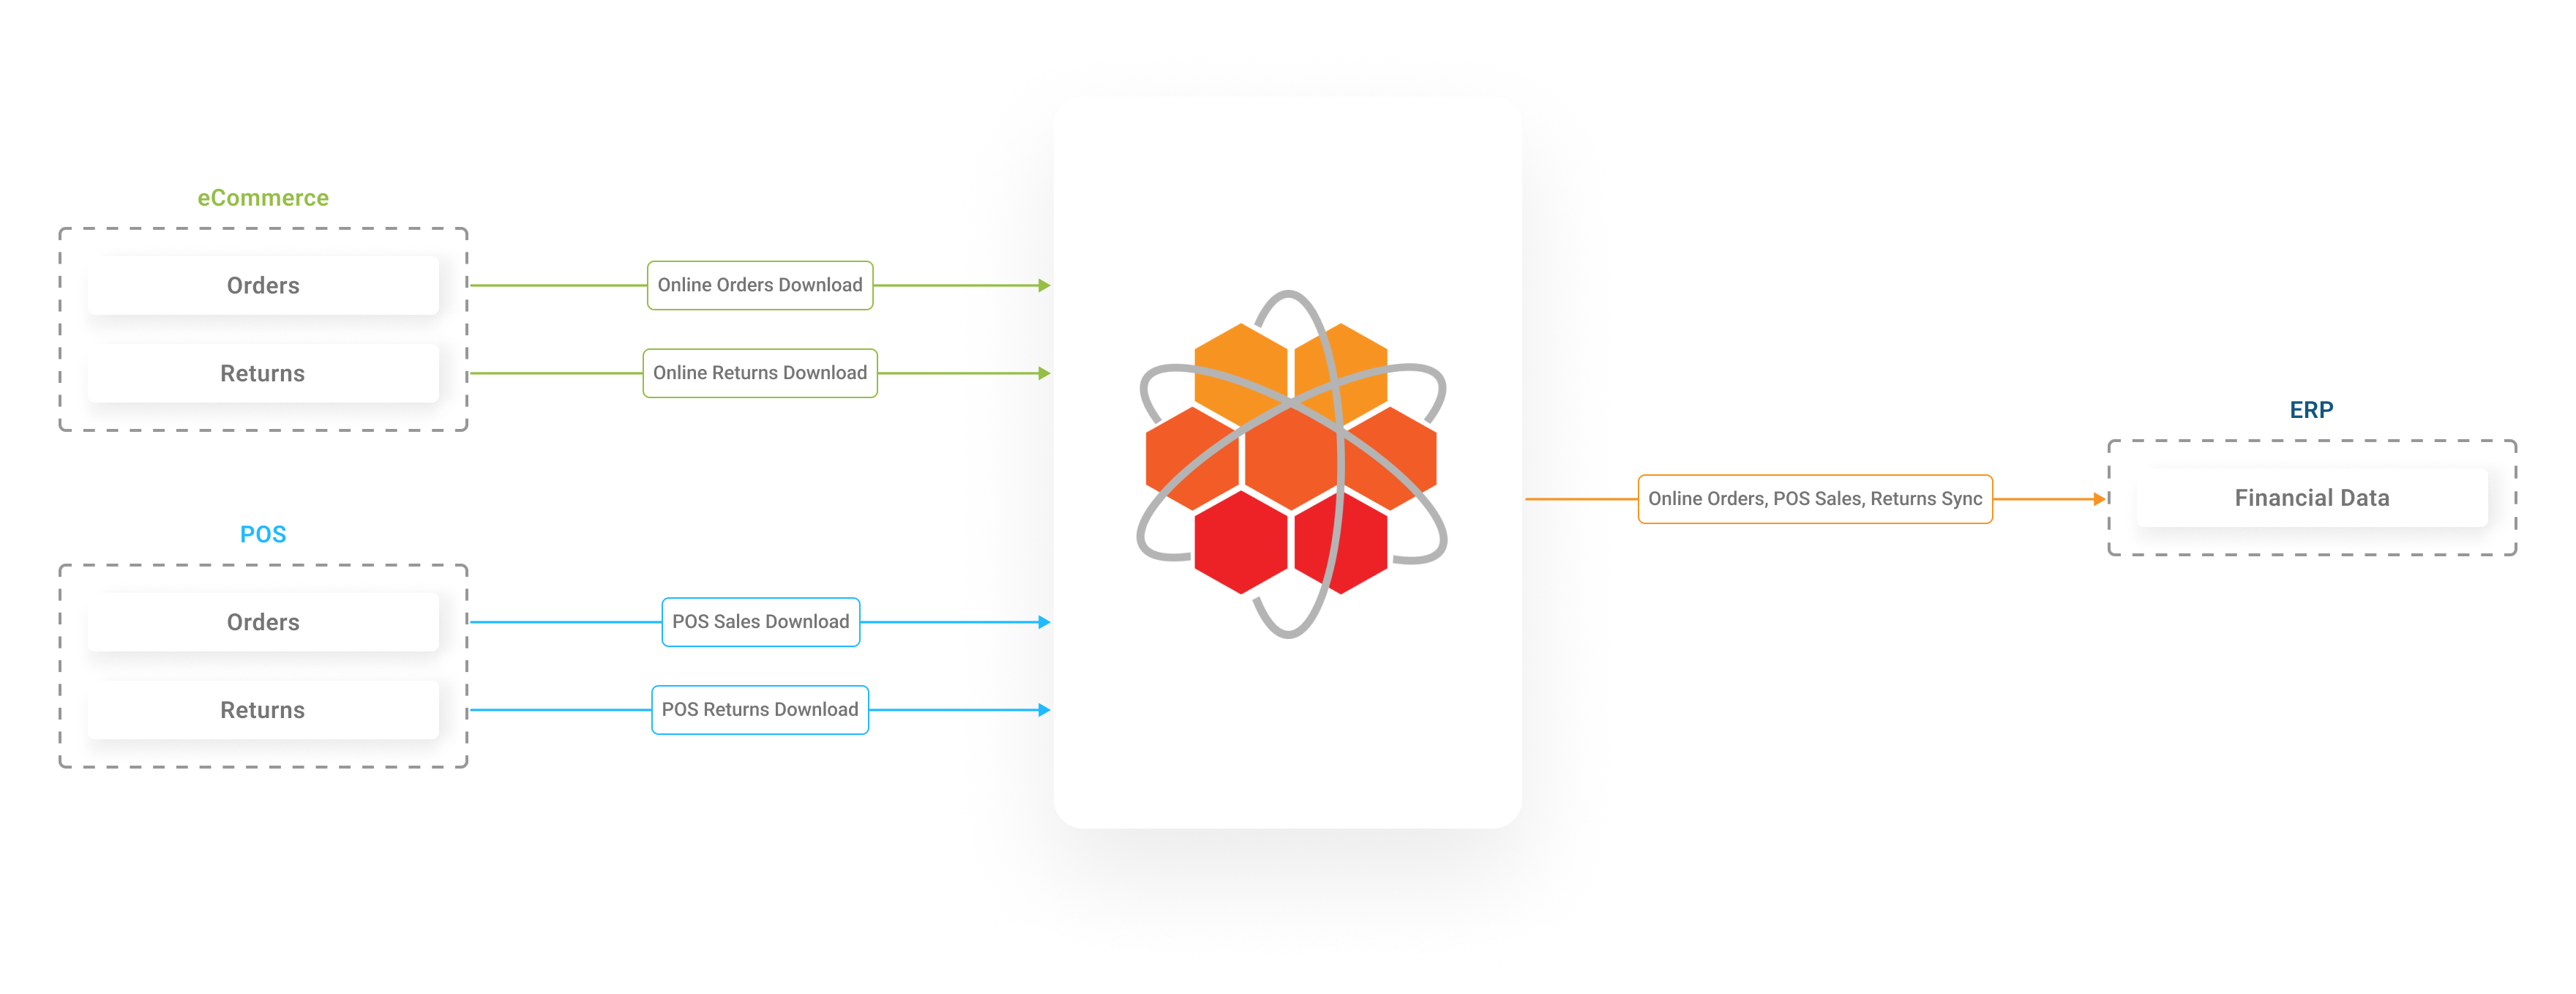 eCommerce
Orders
Online Orders Download
Returns
Online Returns Download
POS
Orders
POS Sales Download
Returns
POS Returns Download
Online Orders, POS Sales, Returns Sync
ERP
Financial Data